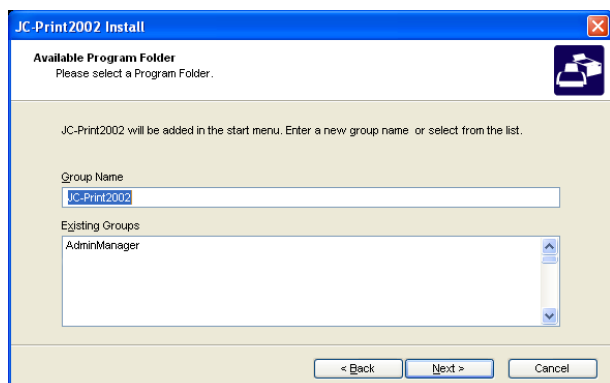 JC-Print2002 Install
Available Program Folder
Please select a Program Folder.
JC-Print2002 will be added in the start menu. Enter a new group name or select from the list.
Group Name
JC-Print2002
Existing Groups
AdminManager
< Back
Next >
Cancel